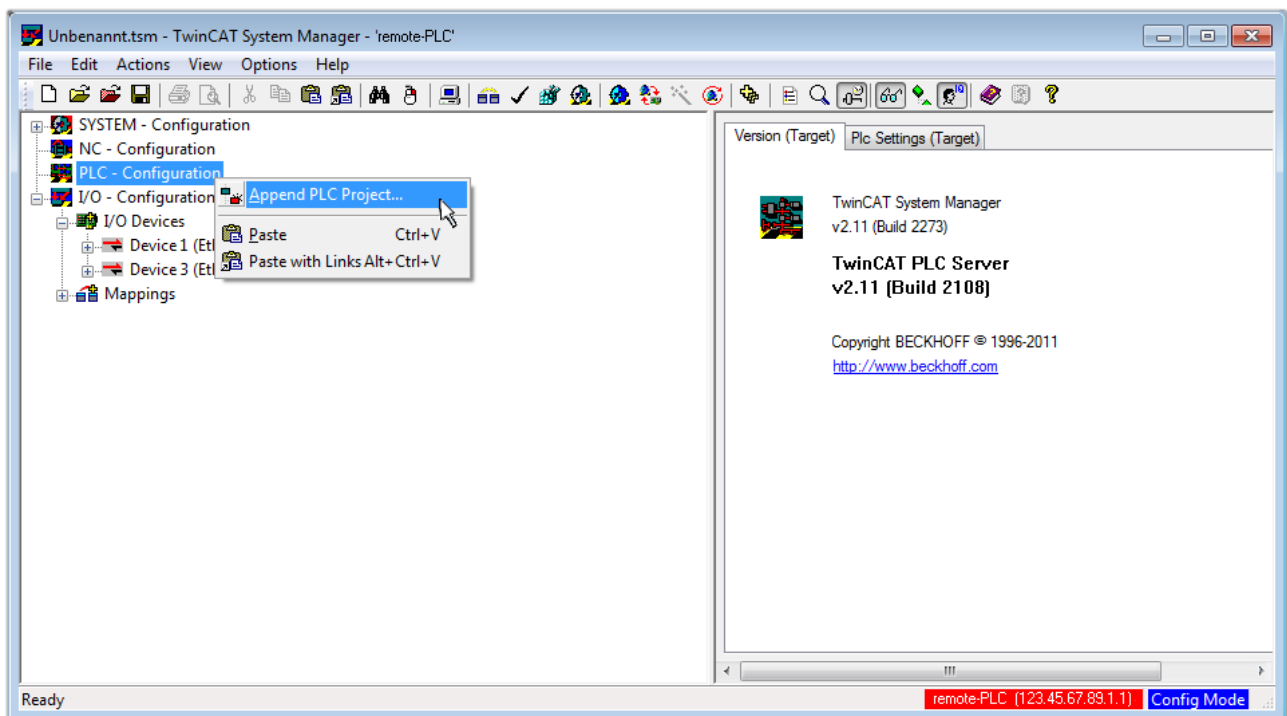 Unbenannt.tsm - TwinCAT System Manager - 'remote-PLC'
File Edit Actions View Options Help
SYSTEM - Configuration
NC - Configuration
PLC - Configuration
I/O - Configuration
I/O Devices
Device 1 (Etl
Device 3 (Etl
Mappings
Append PLC Project...
Paste Ctrl+V
Paste with Links Alt+Ctrl+V
Version (Target) Plc Settings (Target)
TwinCAT System Manager
v2.11 (Build 2273)
TwinCAT PLC Server
v2.11 (Build 2108)
Copyright BECKHOFF © 1996-2011
http://www.beckhoff.com
Ready remote-PLC (123.45.67.89.1.1) Config Mode